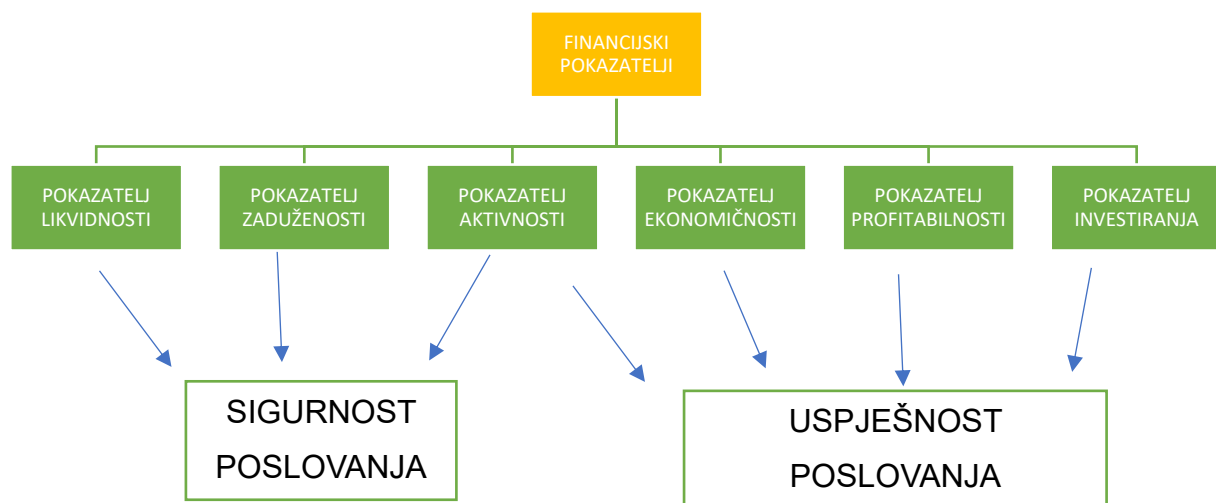 FINANCIJSKI
POKAZATELJI
POKAZATELJ
LIKVIDNOSTI
POKAZATELJ
ZADUŽENOSTI
POKAZATELJ
AKTIVNOSTI
POKAZATELJ
EKONOMIČNOSTI
POKAZATELJ
PROFITABILNOSTI
POKAZATELJ
INVESTIRANJA
SIGURNOST
POSLOVANJA
USPJEŠNOST
POSLOVANJA